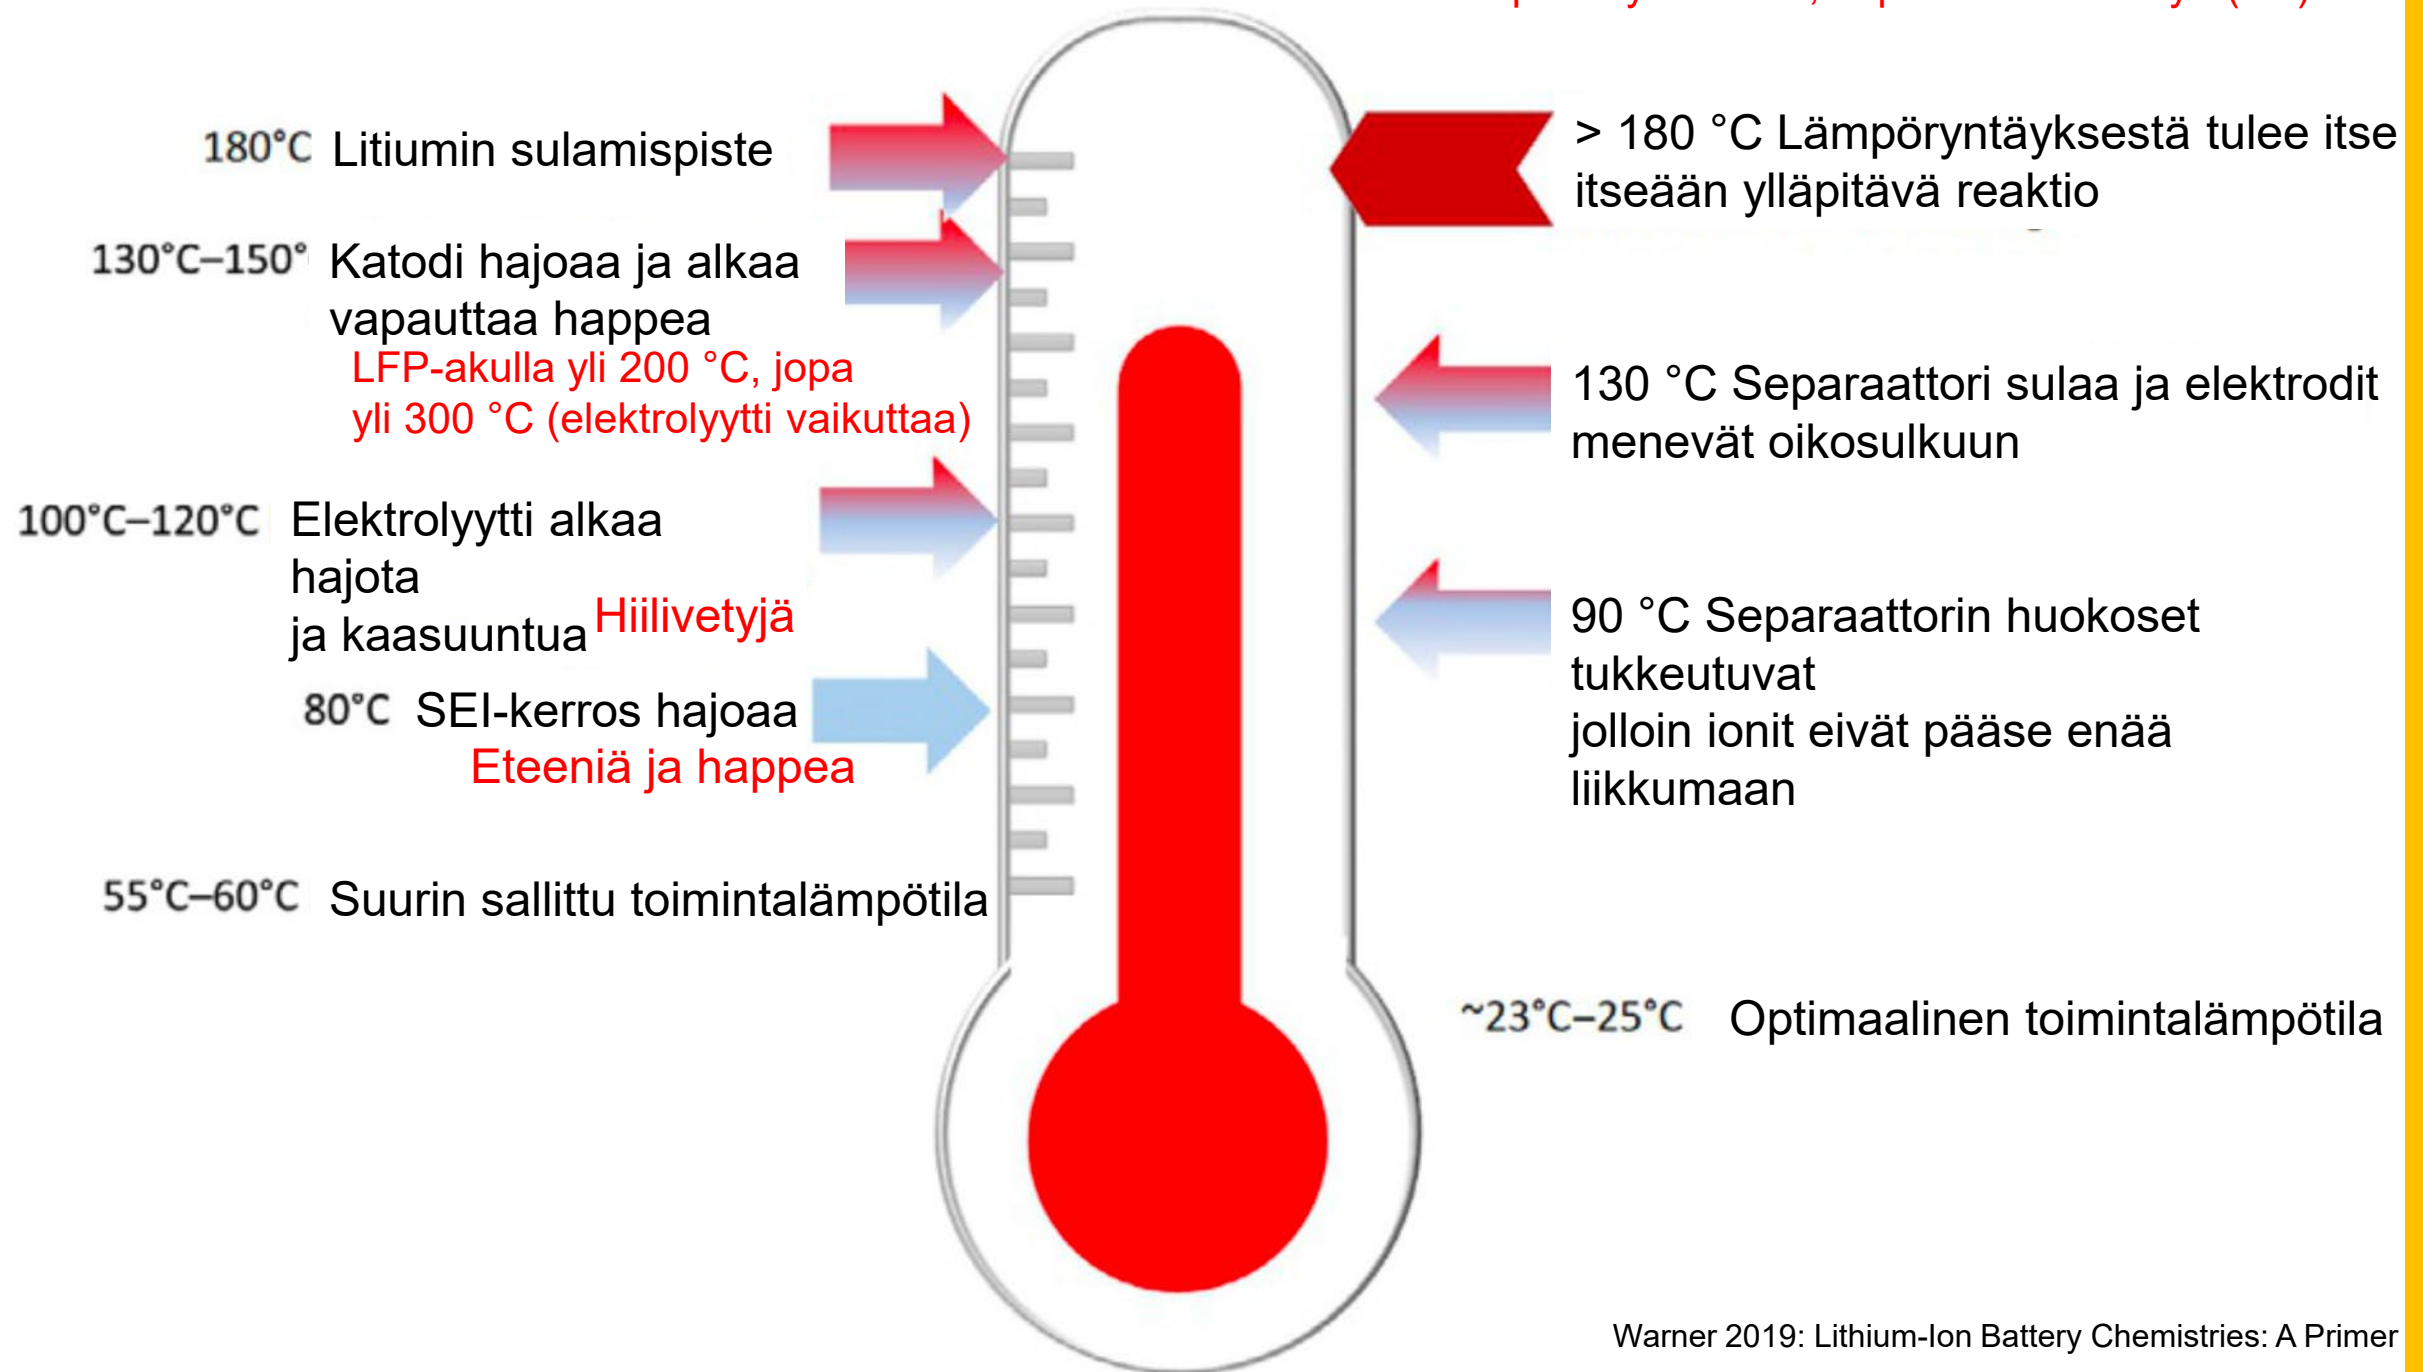 180°C Litiumin sulamispiste
130°C–150° Katodi hajoaa ja alkaa
vapauttaa happea
LFP-akulla yli 200 °C, jopa
yli 300 °C (elektrolyytti vaikuttaa)
100°C–120°C Elektrolyytti alkaa
hajota
ja kaasuuntua Hiilivetyjä
80°C SEI-kerros hajoaa
Eteeniä ja happea
55°C–60°C Suurin sallittu toimintalämpötila
> 180 °C Lämpöryntäyksestä tulee itse
itseään ylläpitävä reaktio
130 °C Separaattori sulaa ja elektrodit
menevät oikosulkuun
90 °C Separaattorin huokoset
tukkeutuvat
jolloin ionit eivät pääse enää
liikkumaan
~23°C–25°C Optimaalinen toimintalämpötila
Warner 2019: Lithium-Ion Battery Chemistries: A Primer